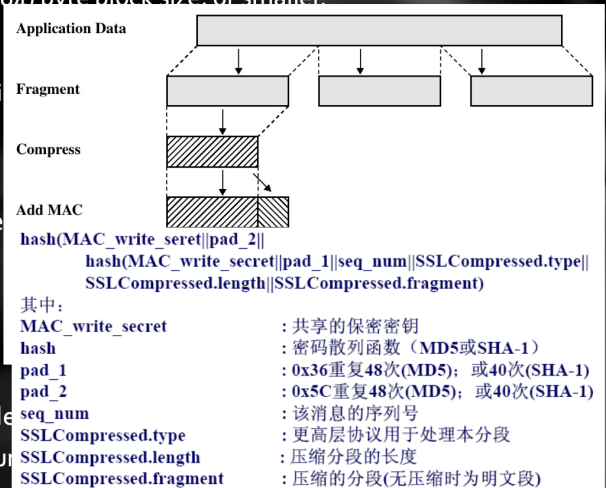 byte block size. or smaller.
Application Data
Fragment
Compress
Add MAC
hash(MAC_write_seret||pad_2||
hash(MAC_write_secret||pad_1||seq_num||SSLCompressed.type||
SSLCompressed.length||SSLCompressed.fragment)
其中:
MAC_write_secret : 共享的保密密钥
hash : 密码散列函数（MD5或SHA-1）
pad_1 : 0x36重复48次(MD5); 或40次(SHA-1)
pad_2 : 0x5C重复48次(MD5); 或40次(SHA-1)
seq_num : 该消息的序列号
SSLCompressed.type : 更高层协议用于处理本分段
SSLCompressed.length : 压缩分段的长度
SSLCompressed.fragment : 压缩的分段(无压缩时为明文段)